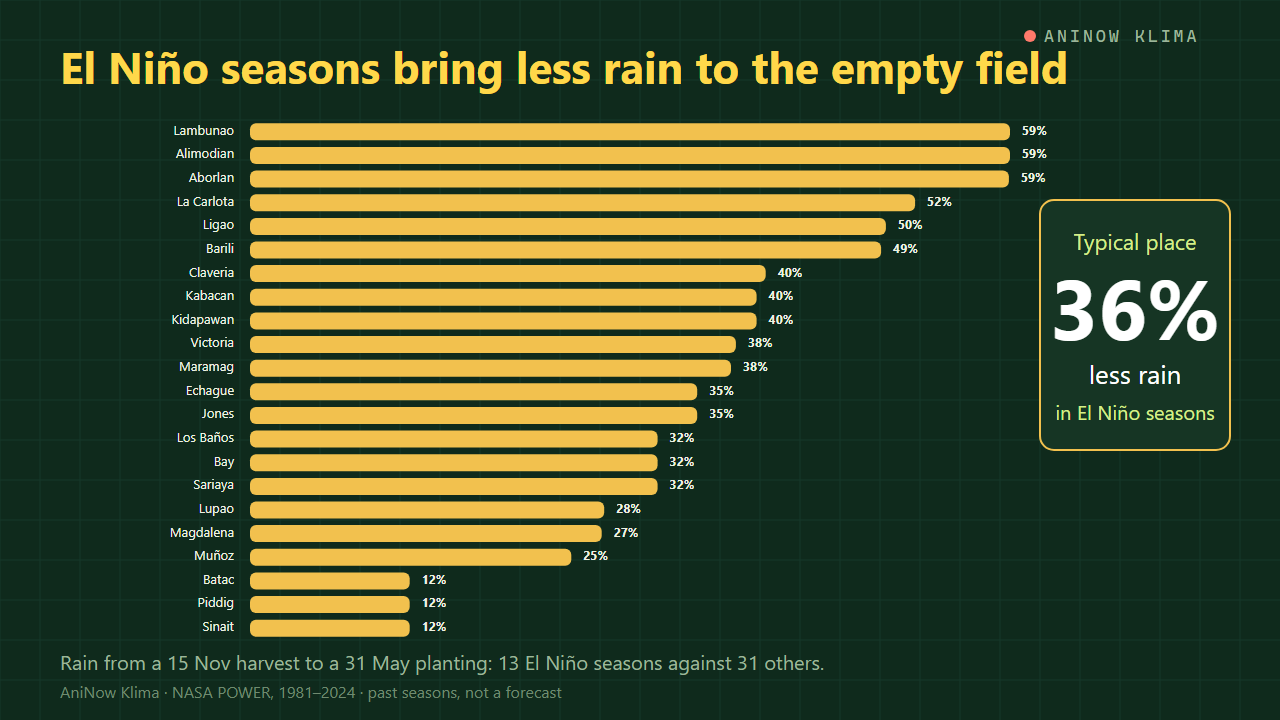 ANINOW KLIMA
El Niño seasons bring less rain to the empty field
Lambunao 59%
Alimodian 59%
Aborlan 59%
La Carlota 52%
Ligao 50%
Barili 49%
Claveria 40%
Kabacan 40%
Kidapawan 40%
Victoria 38%
Maramag 38%
Echague 35%
Jones 35%
Los Baños 32%
Bay 32%
Sariaya 32%
Lupao 28%
Magdalena 27%
Muñoz 25%
Batac 12%
Piddig 12%
Sinait 12%
Typical place
36%
less rain
in El Niño seasons
Rain from a 15 Nov harvest to a 31 May planting: 13 El Niño seasons against 31 others.
AniNow Klima · NASA POWER, 1981–2024 · past seasons, not a forecast